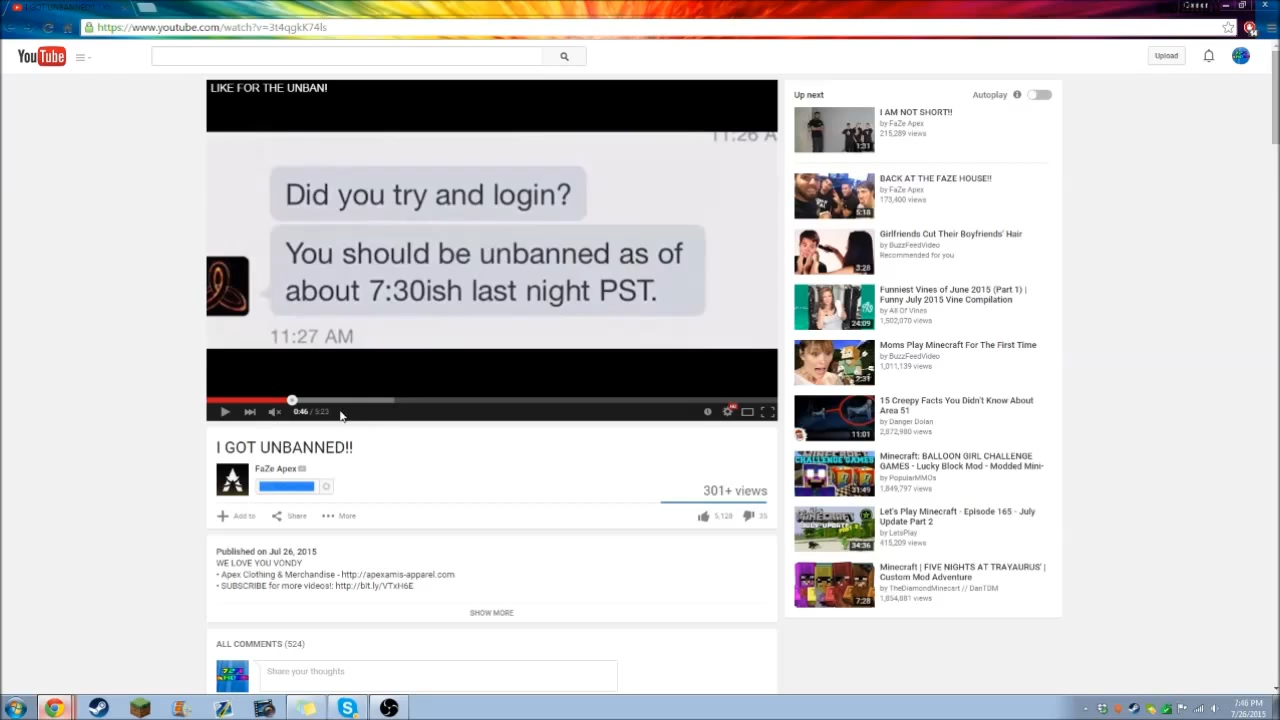 https://www.youtube.com/watch?v=3t4qgkK74ls
YouTube
Upload
LIKE FOR THE UNBAN!
11:26 A
Did you try and login?
You should be unbanned as of
about 7:30ish last night PST.
11:27 AM
0:46 / 5:23
I GOT UNBANNED!!
FaZe Apex
301+ views
Add to
Share
More
5,128
35
Published on Jul 26, 2015
WE LOVE YOU VONDY
• Apex Clothing & Merchandise - http://apexamis-apparel.com
• SUBSCRIBE for more videos!: http://bit.ly/VTxH6E
SHOW MORE
ALL COMMENTS (524)
Share your thoughts
Up next
Autoplay
I AM NOT SHORT!!
by FaZe Apex
215,289 views
1:31
BACK AT THE FAZE HOUSE!!
by FaZe Apex
173,400 views
5:18
Girlfriends Cut Their Boyfriends' Hair
by BuzzFeedVideo
Recommended for you
3:28
Funniest Vines of June 2015 (Part 1) |
Funny July 2015 Vine Compilation
by All Of Vines
1,502,070 views
24:09
Moms Play Minecraft For The First Time
by BuzzFeedVideo
1,011,139 views
2:31
15 Creepy Facts You Didn't Know About
Area 51
by Danger Dolan
2,872,980 views
11:01
Minecraft: BALLOON GIRL CHALLENGE
GAMES - Lucky Block Mod - Modded Mini-
by PopularMMOs
1,849,797 views
31:49
Let's Play Minecraft - Episode 165 - July
Update Part 2
by LetsPlay
415,209 views
34:36
Minecraft | FIVE NIGHTS AT TRAYAURUS' |
Custom Mod Adventure
by TheDiamondMinecart // DanTDM
1,854,881 views
7:28
7:46 PM
7/26/2015